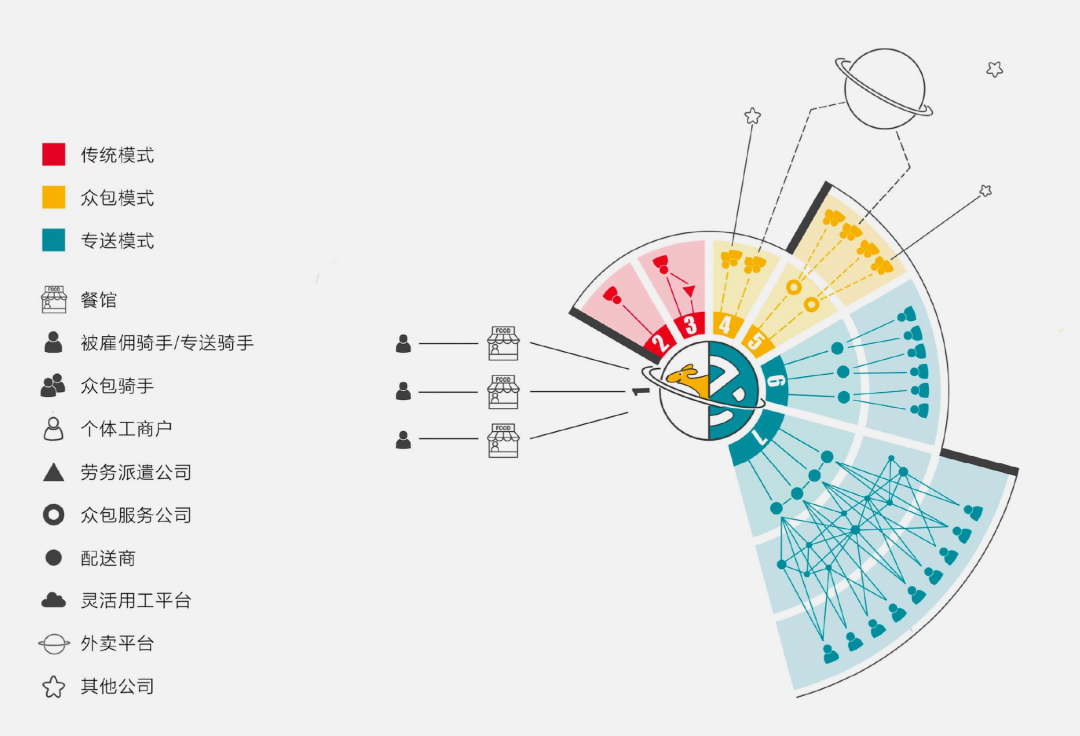 传统模式
众包模式
专送模式
FOOD
餐馆
被雇佣骑手/专送骑手
众包骑手
个体工商户
劳务派遣公司
众包服务公司
配送商
灵活用工平台
外卖平台
其他公司
FOOD
FOOD
FOOD
1
2
3
4
5
6
7